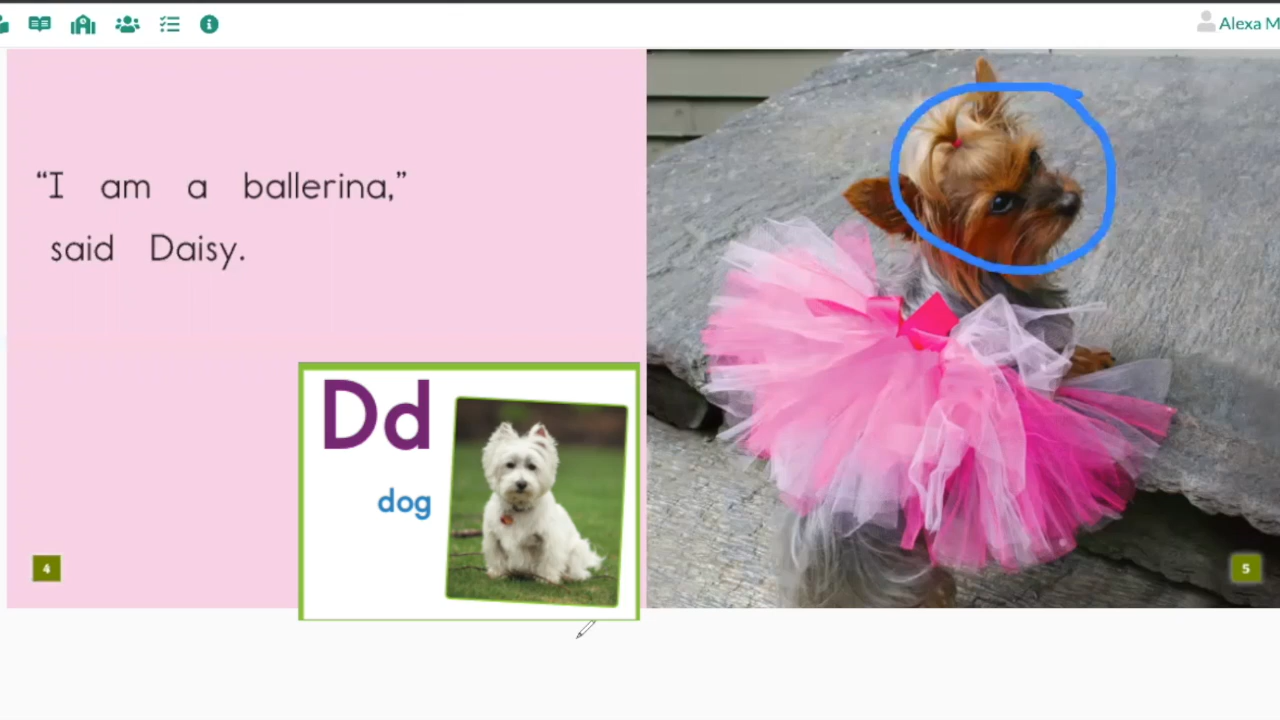 Alexa M
“I am a ballerina,”
said Daisy.
Dd
dog
4
5